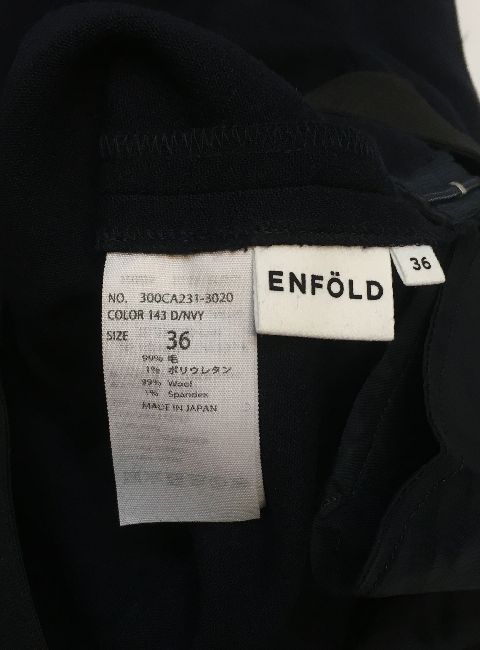 ENFÖLD
36
NO. 300CA231-3020
COLOR 143 D/NVY
SIZE 36
99% 毛
1% ポリウレタン
99% Wool
1% Spandex
MADE IN JAPAN